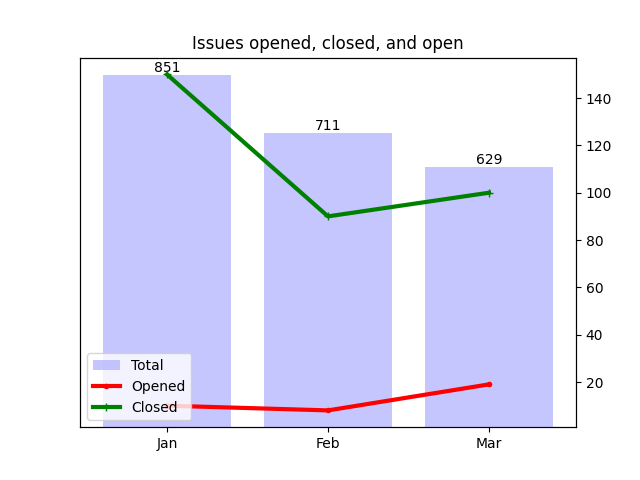 Issues opened, closed, and open
851
711
629
140
120
100
80
60
40
20
Total
Opened
Closed
Jan Feb Mar